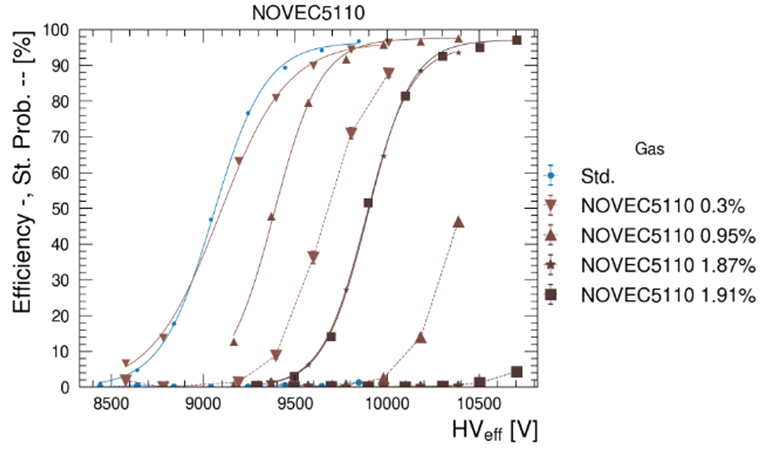 NOVEC5110
Efficiency -, St. Prob. -- [%]
100
90
80
70
60
50
40
30
20
10
0
8500 9000 9500 10000 10500
HVeff [V]
Gas
Std.
NOVEC5110 0.3%
NOVEC5110 0.95%
NOVEC5110 1.87%
NOVEC5110 1.91%